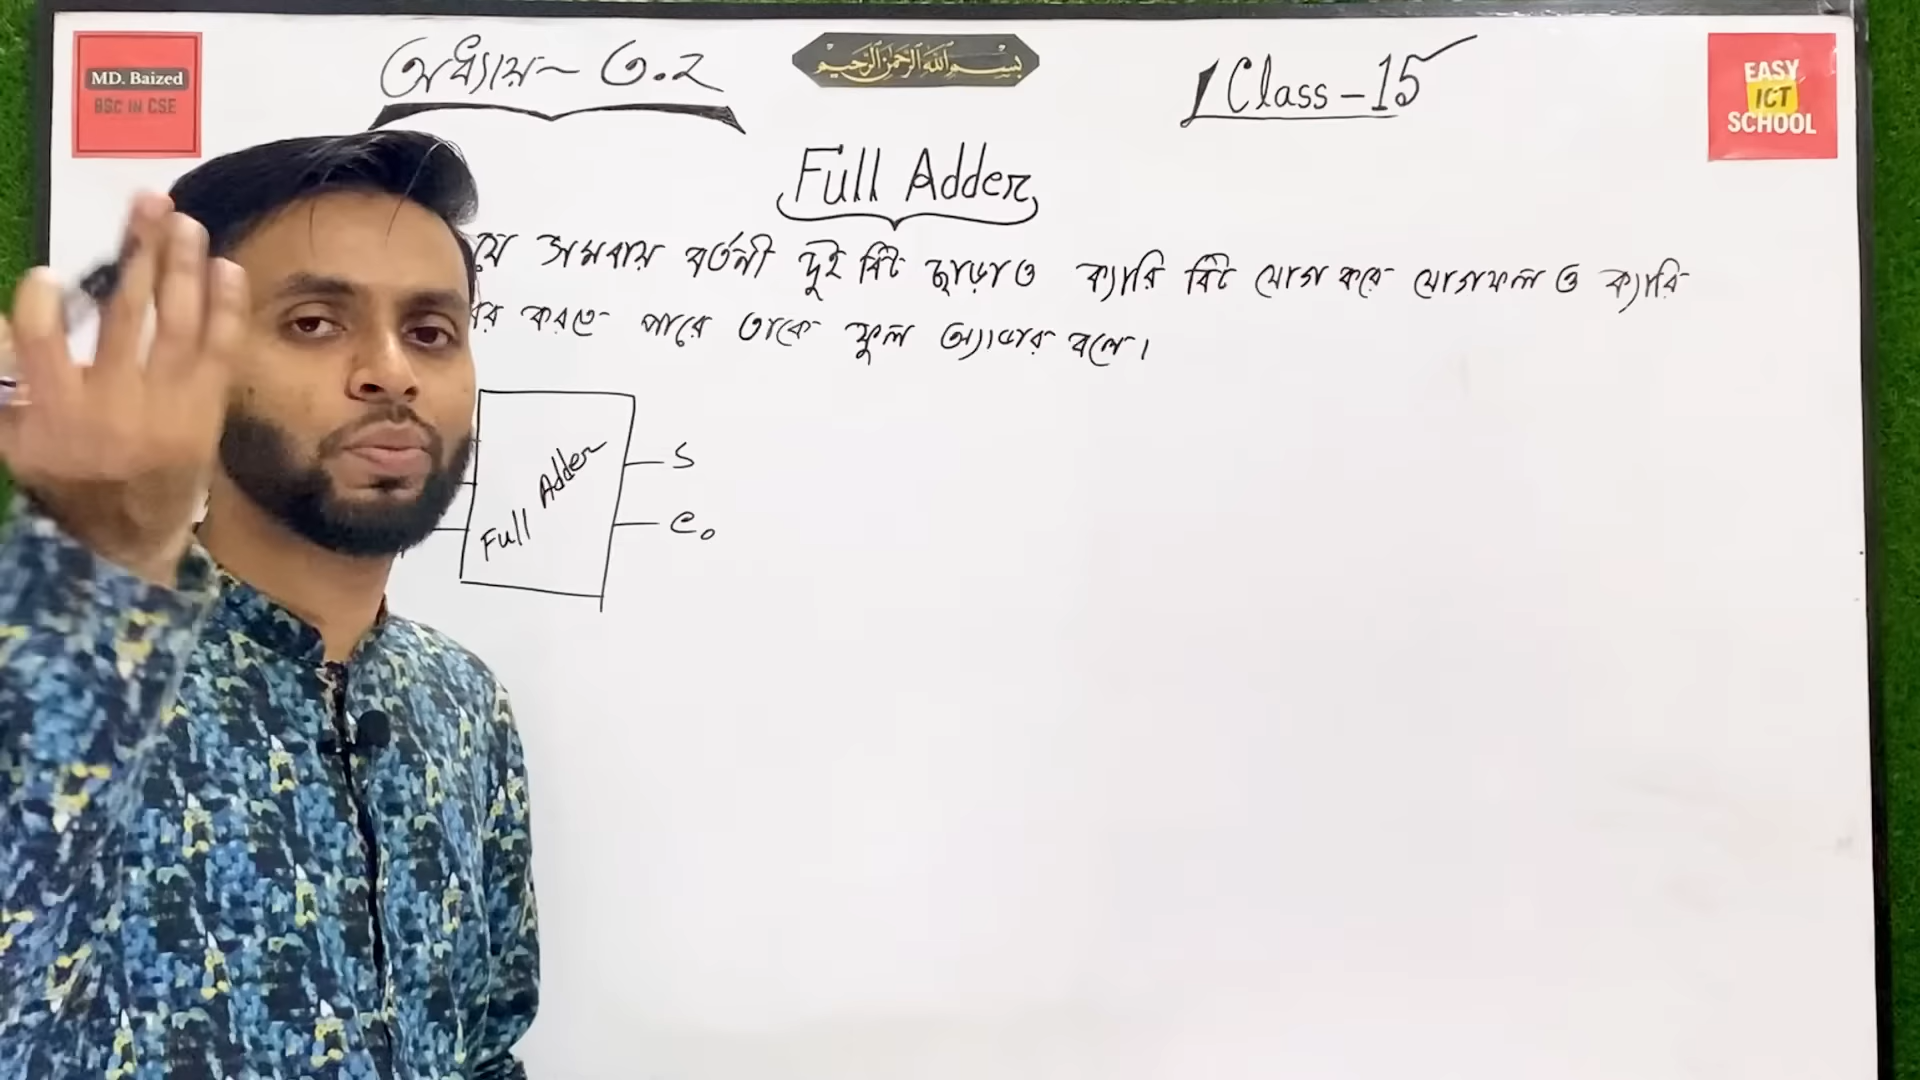 MD. Baized
BSC IN CSE
অধ্যায়~ ৩.২
بسم الله الرحمن الرحيم
Class-15
EASY
ICT
SCHOOL
Full Adder
যে সমবায় বর্তনী দুই বিট ছাড়াও ক্যারি বিট যোগ করে যোগফল ও ক্যারি
করতে পারে তাকে ফুল অ্যাডার বলে।
Full Adder
S
C₀